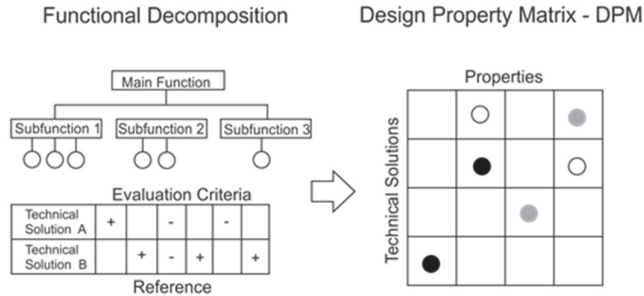 Functional Decomposition
Design Property Matrix - DPM
Main Function
Subfunction 1
Subfunction 2
Subfunction 3
Evaluation Criteria
Technical
Solution A
+
-
-
Technical
Solution B
+
-
+
+
Reference
Properties
Technical Solutions